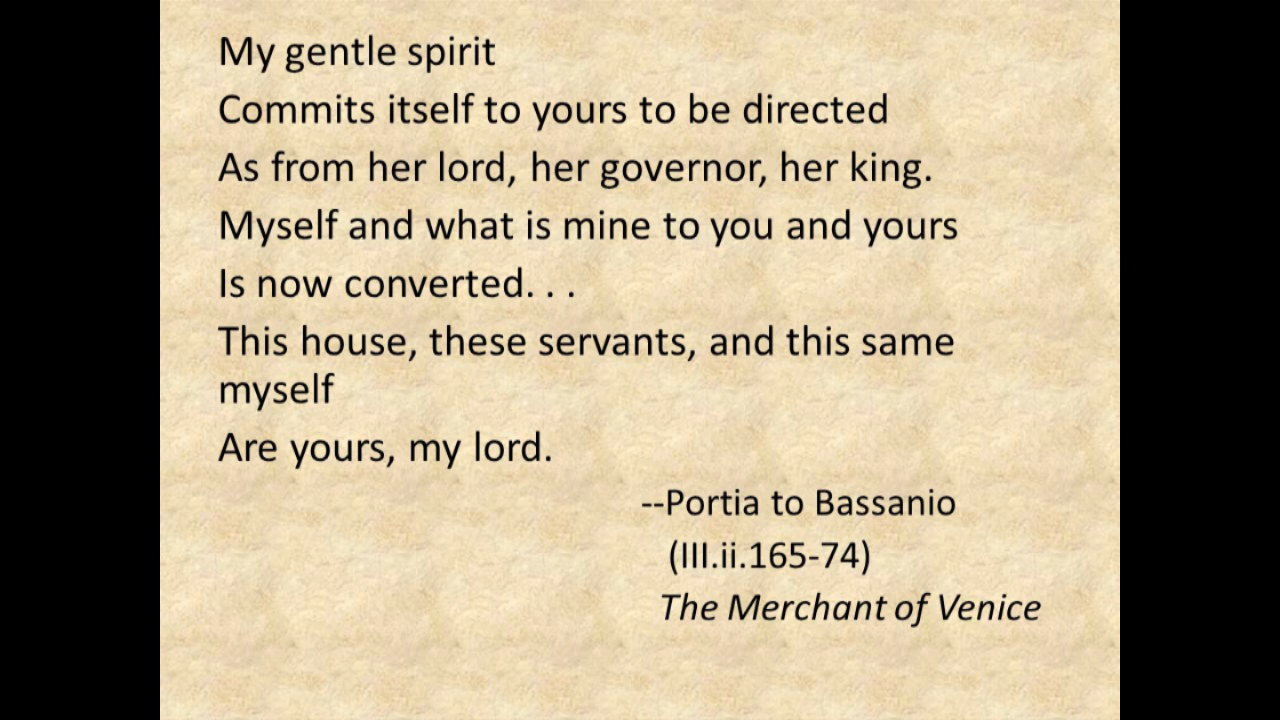 My gentle spirit
Commits itself to yours to be directed
As from her lord, her governor, her king.
Myself and what is mine to you and yours
Is now converted. . .
This house, these servants, and this same
myself
Are yours, my lord.
--Portia to Bassanio
(III.ii.165-74)
The Merchant of Venice